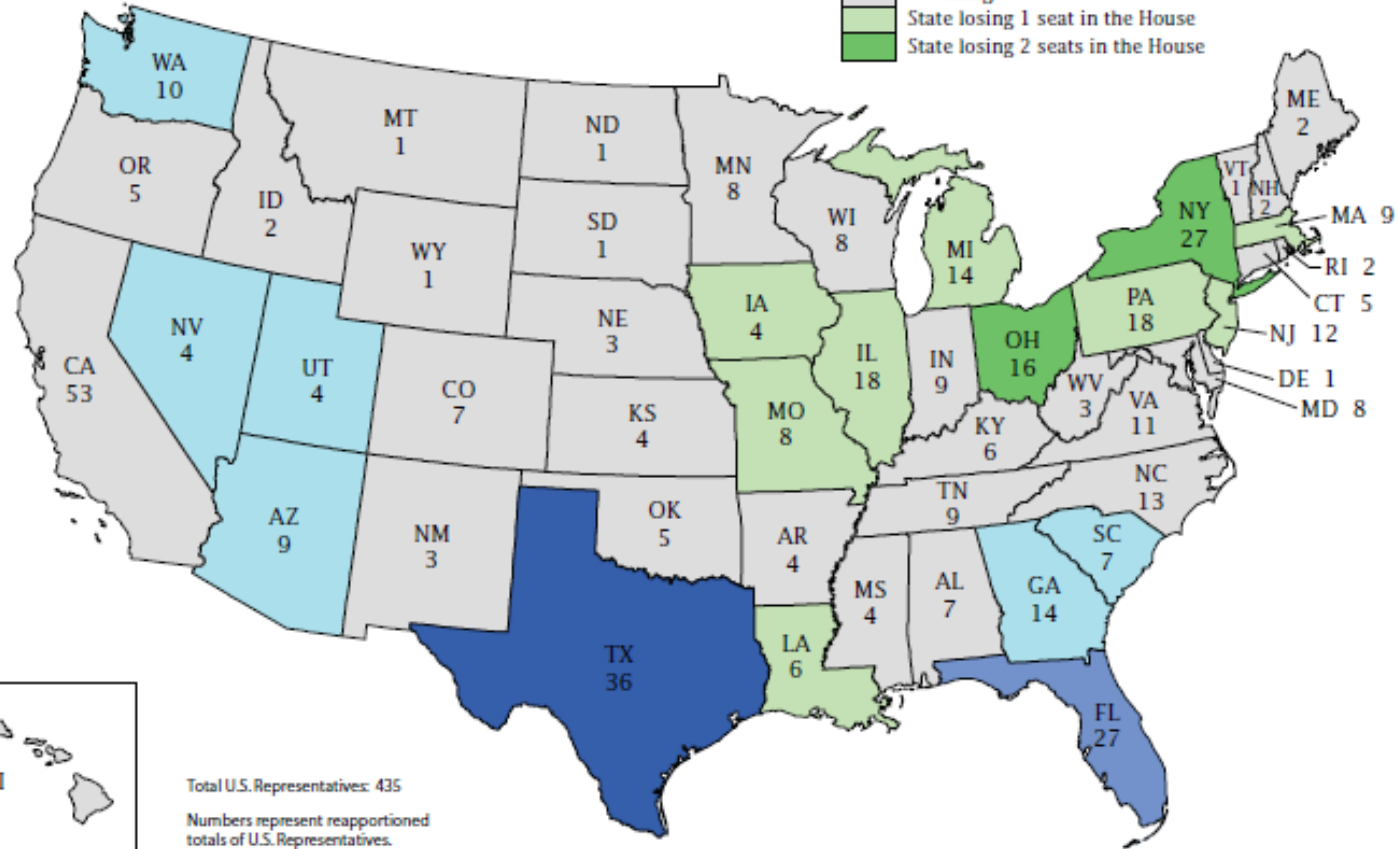 State losing 1 seat in the House
State losing 2 seats in the House
WA
10
OR
5
CA
53
NV
4
ID
2
MT
1
WY
1
UT
4
AZ
9
CO
7
NM
3
ND
1
SD
1
NE
3
KS
4
OK
5
TX
36
MN
8
IA
4
MO
8
AR
4
LA
6
WI
8
IL
18
MI
14
IN
9
OH
16
KY
6
TN
9
MS
4
AL
7
GA
14
FL
27
SC
7
NC
13
VA
11
WV
3
PA
18
NY
27
VT
1
NH
2
ME
2
MA 9
RI 2
CT 5
NJ 12
DE 1
MD 8
Total U.S. Representatives: 435
Numbers represent reapportioned
totals of U.S. Representatives.